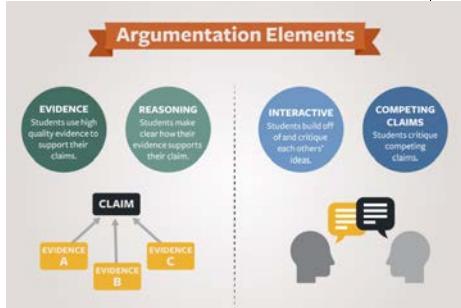 Argumentation Elements
EVIDENCE
Students use high
quality evidence to
support their
claims.
REASONING
Students make
clear how their
evidence supports
their claim.
INTERACTIVE
Students build off
of and critique
each others'
ideas.
COMPETING
CLAIMS
Students critique
competing
claims.
CLAIM
EVIDENCE
A
EVIDENCE
B
EVIDENCE
C